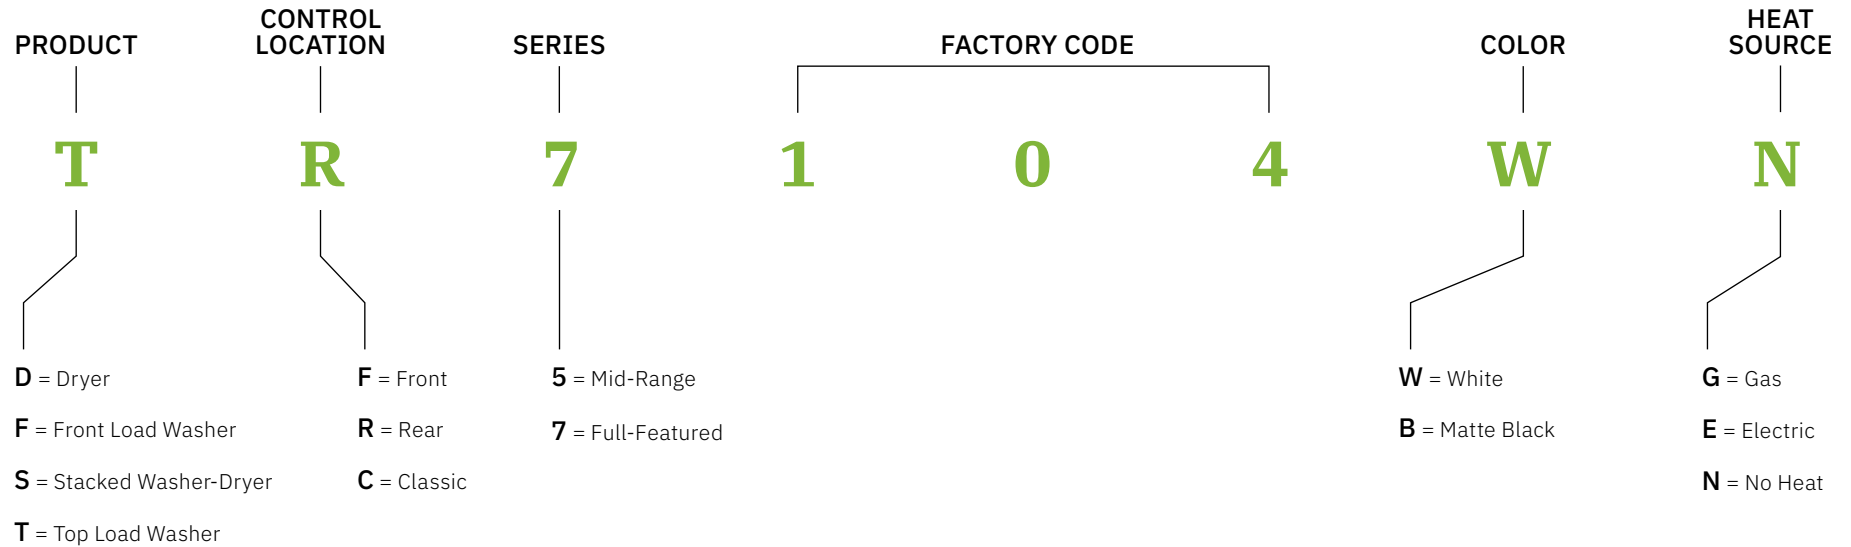 PRODUCT
CONTROL
LOCATION
SERIES
FACTORY CODE
COLOR
HEAT
SOURCE
T R 7 1 0 4 W N
D = Dryer
F = Front Load Washer
S = Stacked Washer-Dryer
T = Top Load Washer
F = Front
R = Rear
C = Classic
5 = Mid-Range
7 = Full-Featured
W = White
B = Matte Black
G = Gas
E = Electric
N = No Heat